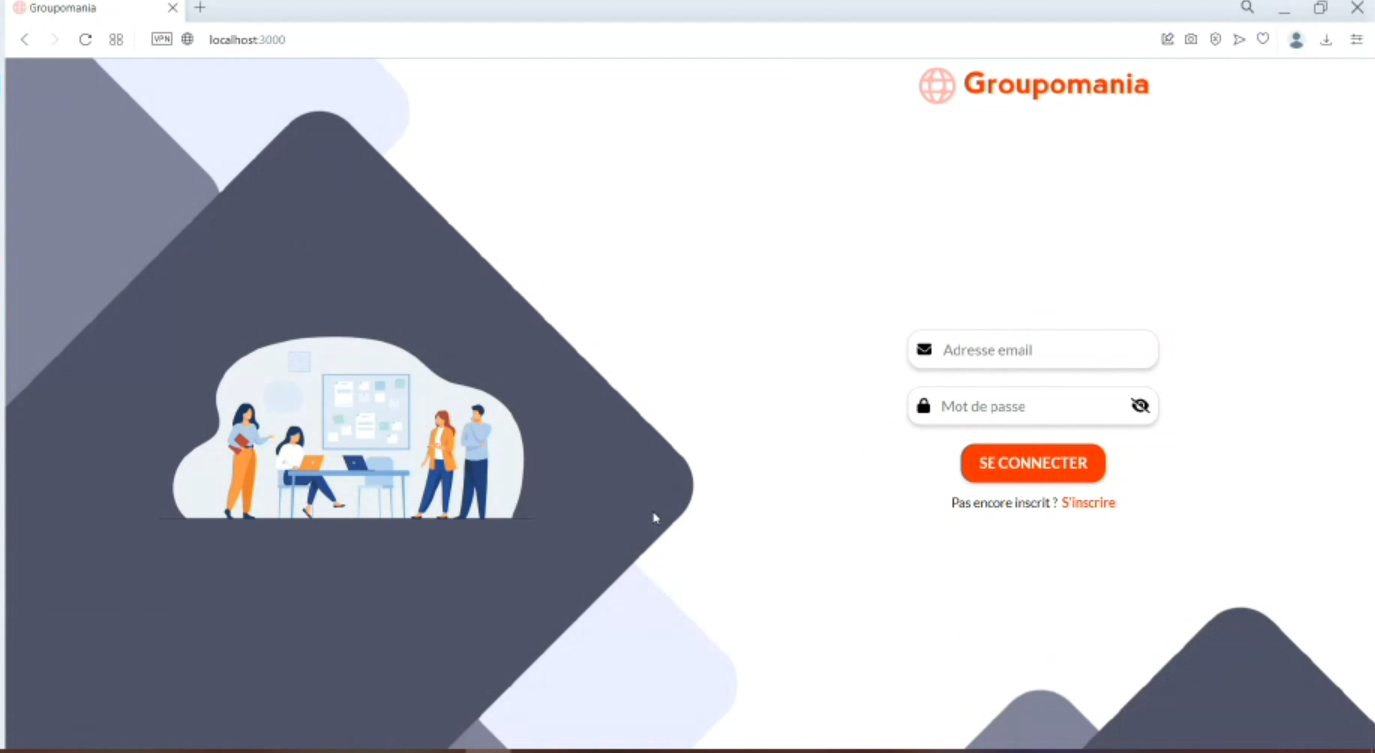 Groupomania
VPN localhost:3000
Groupomania
Adresse email
Mot de passe
SE CONNECTER
Pas encore inscrit ? S'inscrire